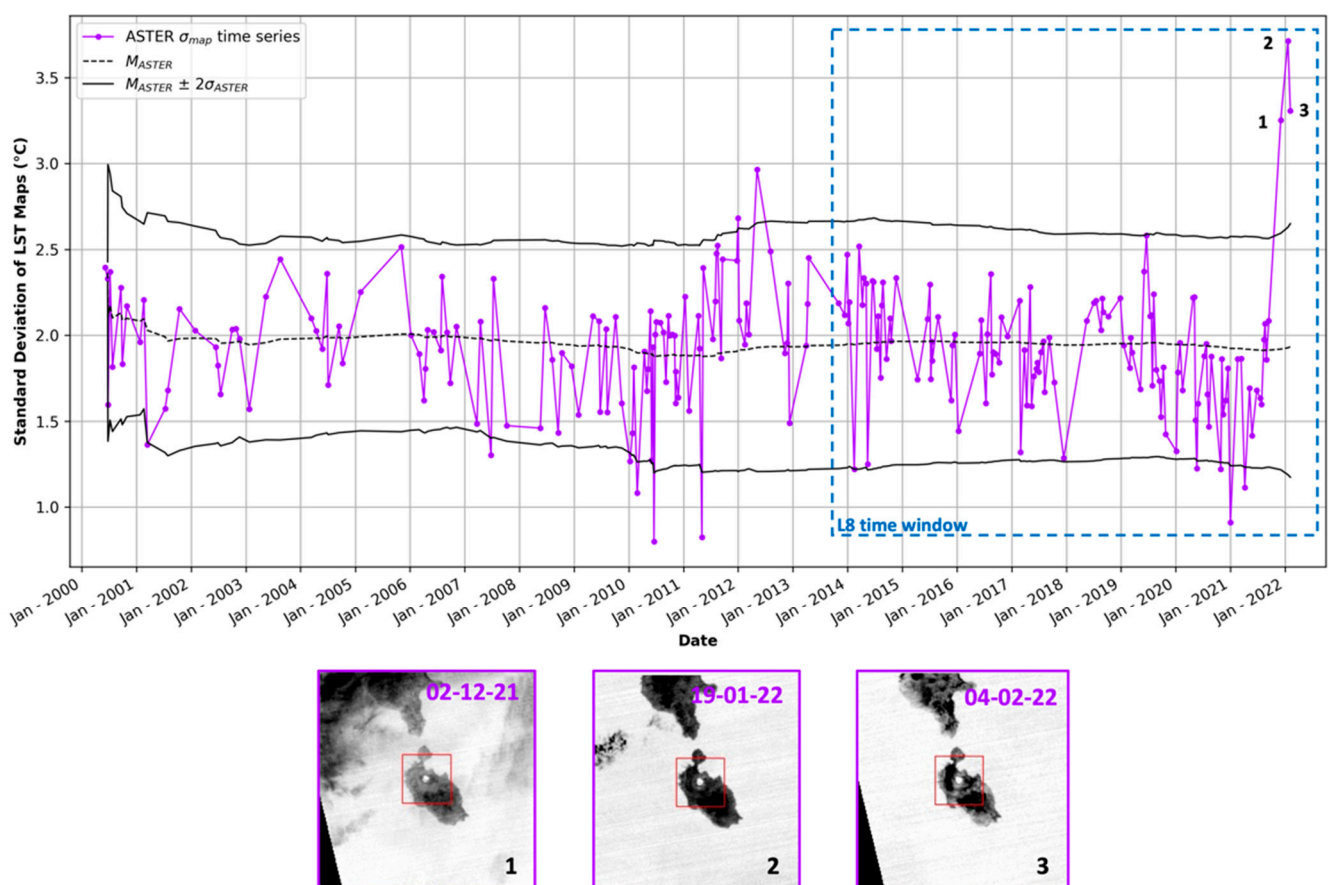 ASTER σmap time series
MASTER
MASTER ± 2σASTER
2
3
1
3.5
3.0
2.5
2.0
1.5
1.0
Standard Deviation of LST Maps (°C)
L8 time window
Jan - 2000
Jan - 2001
Jan - 2002
Jan - 2003
Jan - 2004
Jan - 2005
Jan - 2006
Jan - 2007
Jan - 2008
Jan - 2009
Jan - 2010
Jan - 2011
Jan - 2012
Jan - 2013
Jan - 2014
Jan - 2015
Jan - 2016
Jan - 2017
Jan - 2018
Jan - 2019
Jan - 2020
Jan - 2021
Jan - 2022
Date
02-12-21
1
19-01-22
2
04-02-22
3